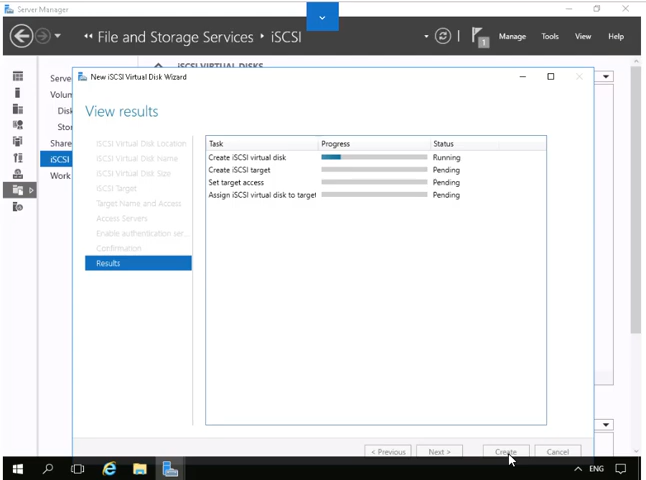 Server Manager
File and Storage Services
iSCSI
1
Manage
Tools
View
Help
iSCSI VIRTUAL DISKS
Serve
Volum
Disk
Stor
Share
iSCSI
Work
New iSCSI Virtual Disk Wizard
View results
iSCSI Virtual Disk Location
iSCSI Virtual Disk Name
iSCSI Virtual Disk Size
iSCSI Target
Target Name and Access
Access Servers
Enable authentication ser...
Confirmation
Results
Task Progress Status
Create iSCSI virtual disk Running
Create iSCSI target Pending
Set target access Pending
Assign iSCSI virtual disk to target Pending
< Previous Next > Create Cancel
ENG